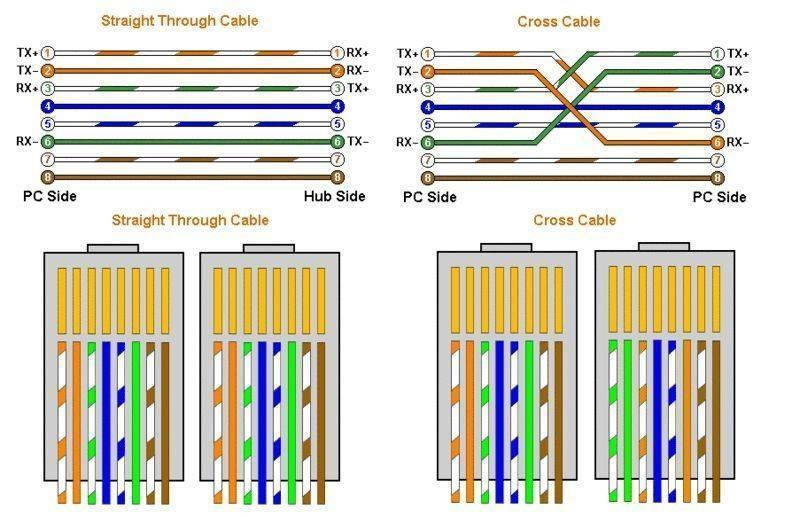 Straight Through Cable
TX+ 1 1 RX+
TX− 2 2 RX−
RX+ 3 3 TX+
4 4
5 5
RX− 6 6 TX−
7 7
8 8
PC Side Hub Side
Cross Cable
TX+ 1 1 TX+
TX− 2 2 TX−
RX+ 3 3 RX+
4 4
5 5
RX− 6 6 RX−
7 7
8 8
PC Side PC Side
Straight Through Cable
Cross Cable